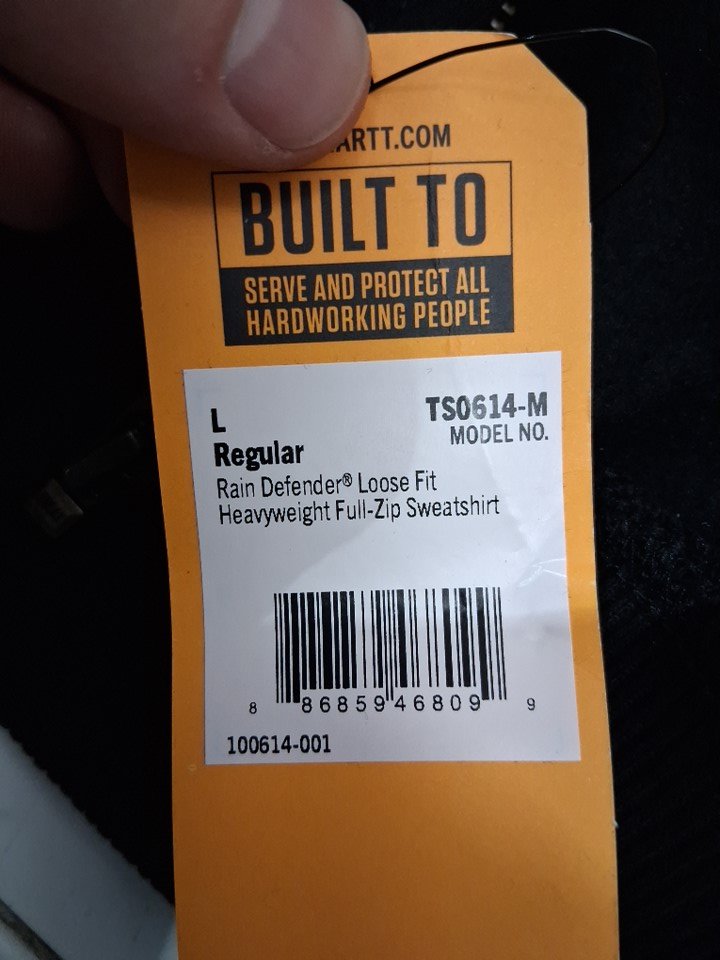 ARTT.COM
BUILT TO
SERVE AND PROTECT ALL
HARDWORKING PEOPLE
L
TS0614-M
Regular
MODEL NO.
Rain Defender® Loose Fit
Heavyweight Full-Zip Sweatshirt
8 86859 46809 9
100614-001